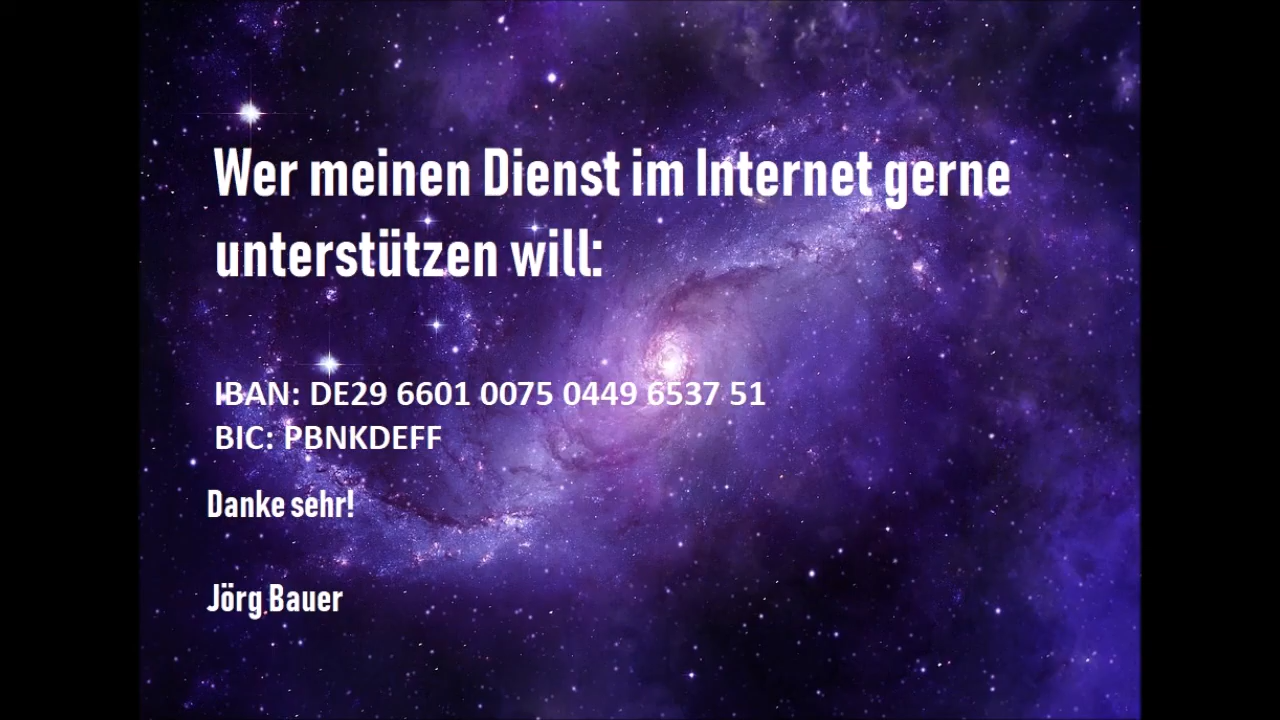 Wer meinen Dienst im Internet gerne
unterstützen will:
IBAN: DE29 6601 0075 0449 6537 51
BIC: PBNKDEFF
Danke sehr!
Jörg Bauer